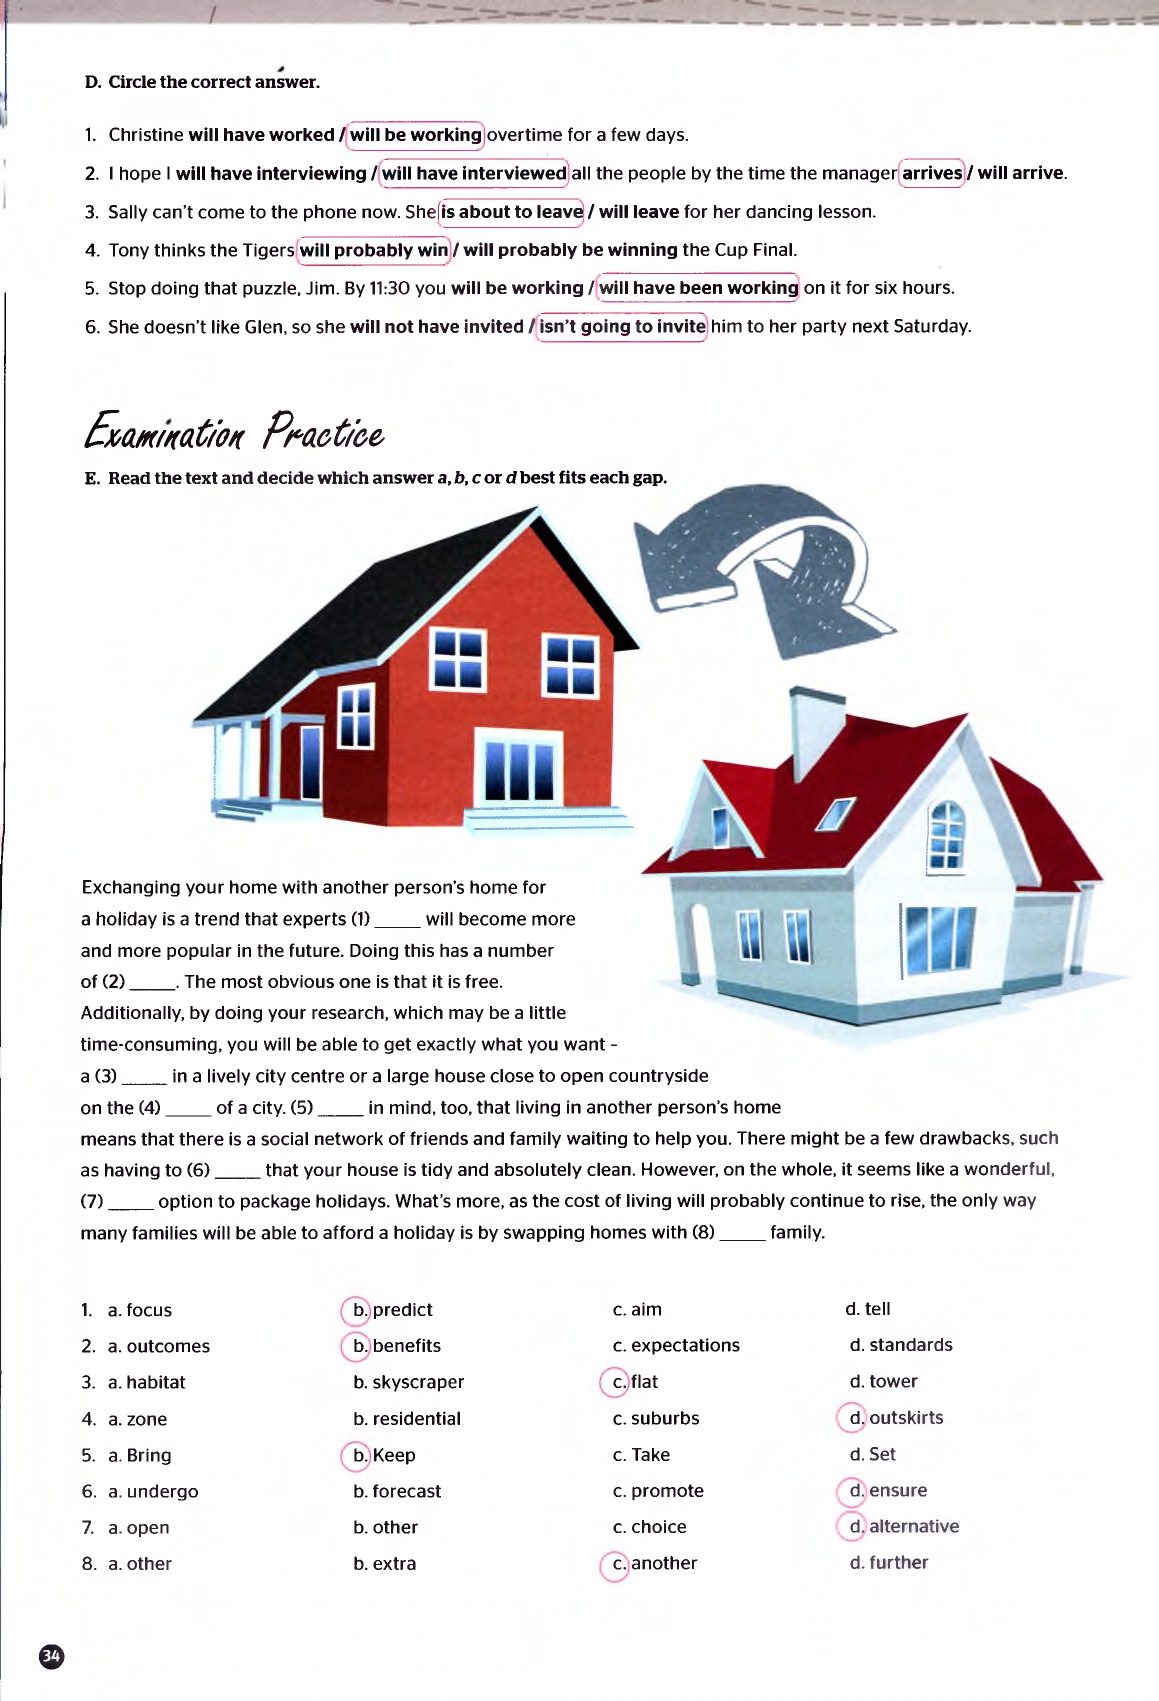 D. Circle the correct answer.
1. Christine will have worked / will be working overtime for a few days.
2. I hope I will have interviewing / will have interviewed all the people by the time the manager arrives / will arrive.
3. Sally can't come to the phone now. She is about to leave / will leave for her dancing lesson.
4. Tony thinks the Tigers will probably win / will probably be winning the Cup Final.
5. Stop doing that puzzle, Jim. By 11:30 you will be working / will have been working on it for six hours.
6. She doesn't like Glen, so she will not have invited / isn't going to invite him to her party next Saturday.
Examination Practice
E. Read the text and decide which answer a, b, c or d best fits each gap.
Exchanging your home with another person's home for
a holiday is a trend that experts (1) _____ will become more
and more popular in the future. Doing this has a number
of (2) _____. The most obvious one is that it is free.
Additionally, by doing your research, which may be a little
time-consuming, you will be able to get exactly what you want -
a (3) _____ in a lively city centre or a large house close to open countryside
on the (4) _____ of a city. (5) _____ in mind, too, that living in another person's home
means that there is a social network of friends and family waiting to help you. There might be a few drawbacks, such
as having to (6) _____ that your house is tidy and absolutely clean. However, on the whole, it seems like a wonderful,
(7) _____ option to package holidays. What's more, as the cost of living will probably continue to rise, the only way
many families will be able to afford a holiday is by swapping homes with (8) _____ family.
1. a. focus b. predict c. aim d. tell
2. a. outcomes b. benefits c. expectations d. standards
3. a. habitat b. skyscraper c. flat d. tower
4. a. zone b. residential c. suburbs d. outskirts
5. a. Bring b. Keep c. Take d. Set
6. a. undergo b. forecast c. promote d. ensure
7. a. open b. other c. choice d. alternative
8. a. other b. extra c. another d. further
34